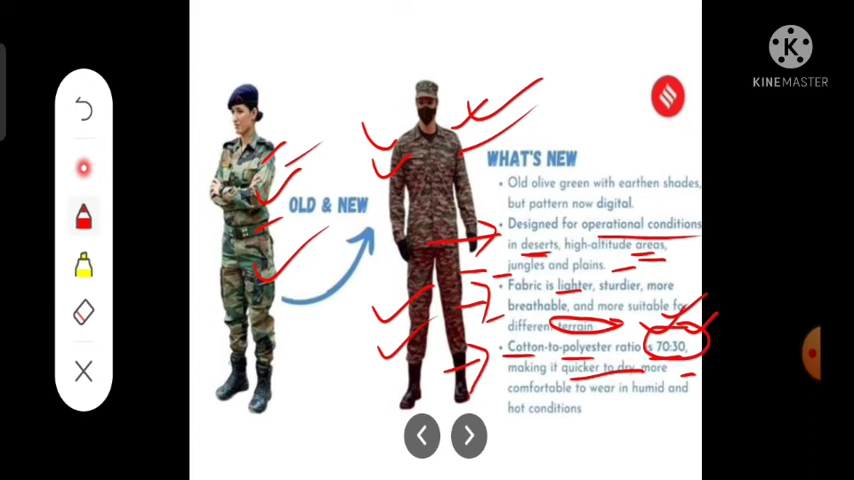 K
KINEMASTER
OLD & NEW
WHAT'S NEW
• Old olive green with earthen shades,
but pattern now digital.
• Designed for operational conditions
in deserts, high-altitude areas,
jungles and plains.
• Fabric is lighter, sturdier, more
breathable, and more suitable for
different terrain
• Cotton-to-polyester ratio is 70:30,
making it quicker to dry, more
comfortable to wear in humid and
hot conditions